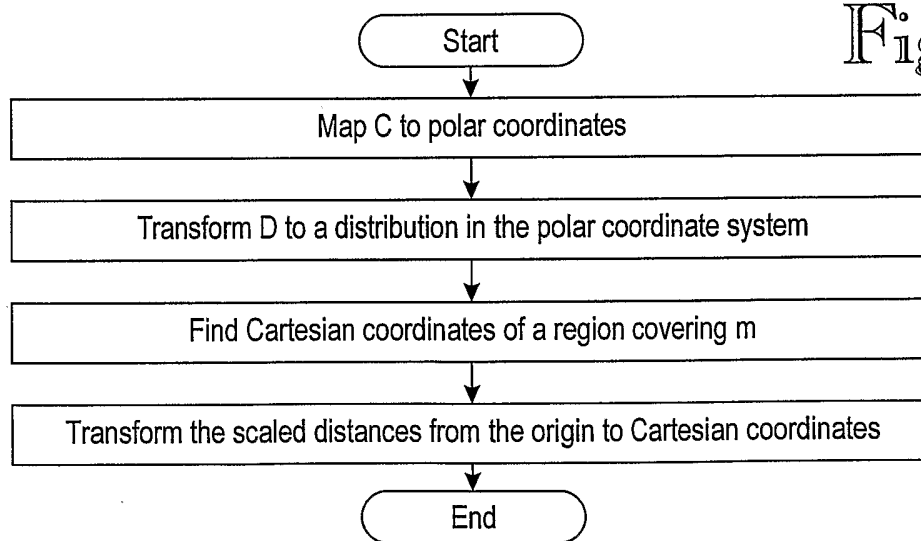 Start
Map C to polar coordinates
Transform D to a distribution in the polar coordinate system
Find Cartesian coordinates of a region covering m
Transform the scaled distances from the origin to Cartesian coordinates
End